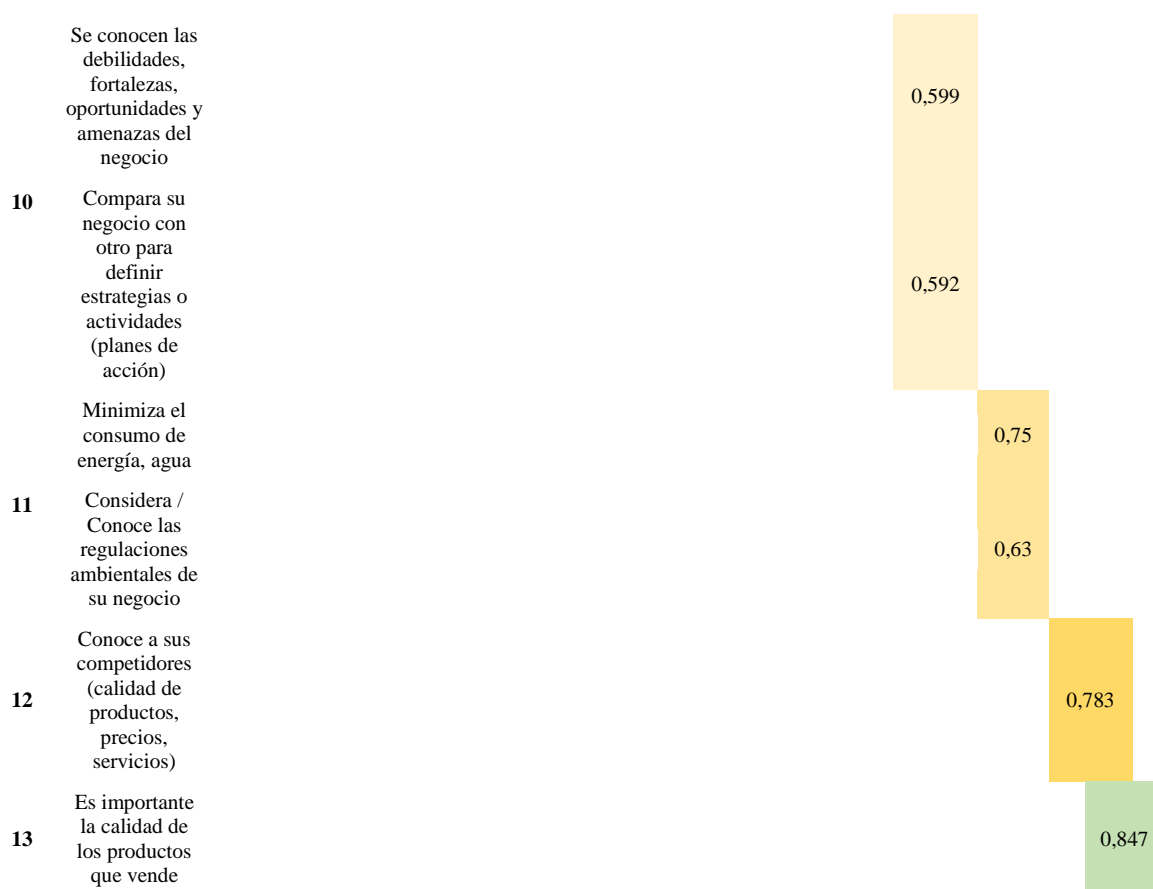 Se conocen las
debilidades,
fortalezas,
oportunidades y
amenazas del
negocio
0,599
10
Compara su
negocio con
otro para
definir
estrategias o
actividades
(planes de
acción)
0,592
Minimiza el
consumo de
energía, agua
0,75
11
Considera /
Conoce las
regulaciones
ambientales de
su negocio
0,63
12
Conoce a sus
competidores
(calidad de
productos,
precios,
servicios)
0,783
13
Es importante
la calidad de
los productos
que vende
0,847